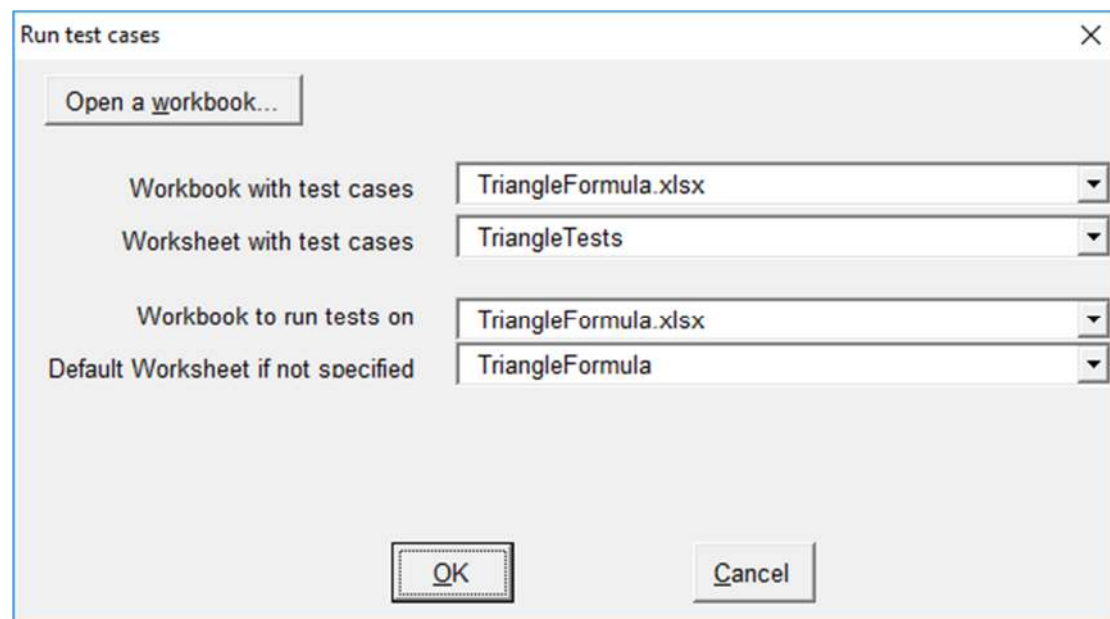 Run test cases
Open a workbook...
Workbook with test cases TriangleFormula.xlsx
Worksheet with test cases TriangleTests
Workbook to run tests on TriangleFormula.xlsx
Default Worksheet if not specified TriangleFormula
OK Cancel